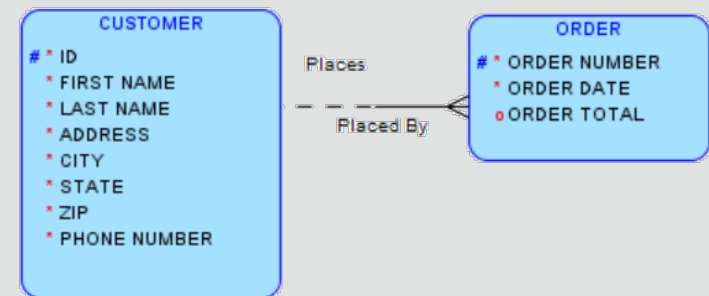 CUSTOMER
# * ID
* FIRST NAME
* LAST NAME
* ADDRESS
* CITY
* STATE
* ZIP
* PHONE NUMBER
Places
Placed By
ORDER
# * ORDER NUMBER
* ORDER DATE
o ORDER TOTAL